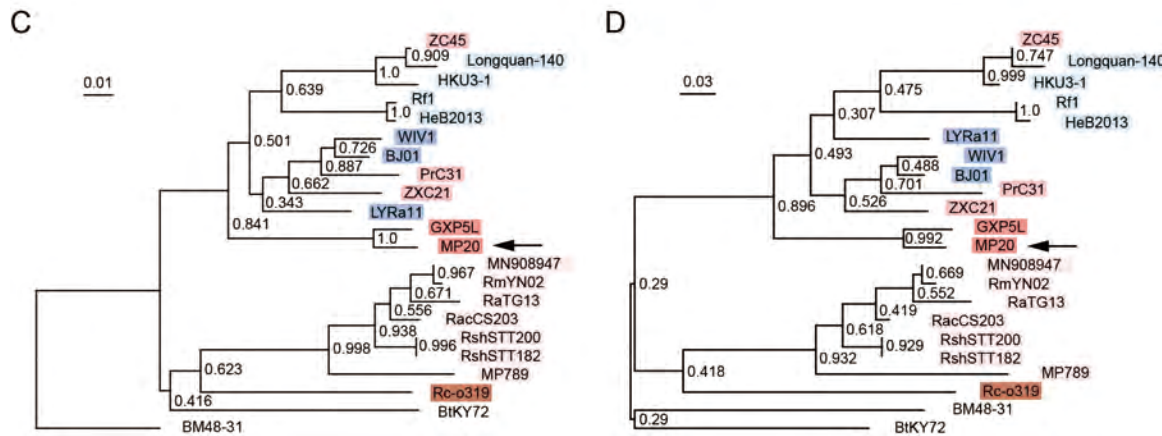 C
0.01
ZC45
0.909
Longquan-140
1.0
HKU3-1
0.639
Rf1
1.0
HeB2013
0.501
WIV1
0.726
BJ01
0.887
PrC31
0.662
ZXC21
0.343
LYRa11
0.841
GXP5L
1.0
MP20
MN908947
0.967
RmYN02
0.671
RaTG13
0.556
RacCS203
0.938
RshSTT200
0.998
0.996
RshSTT182
0.623
MP789
Rc-o319
0.416
BtKY72
BM48-31
D
0.03
ZC45
0.747
Longquan-140
0.999
HKU3-1
0.475
Rf1
1.0
HeB2013
0.307
LYRa11
0.493
WIV1
0.488
BJ01
0.701
PrC31
0.526
ZXC21
0.896
GXP5L
0.992
MP20
MN908947
0.29
0.669
RmYN02
0.552
RaTG13
0.419
RacCS203
0.618
RshSTT200
0.929
0.932
RshSTT182
0.418
MP789
Rc-o319
BM48-31
0.29
BtKY72